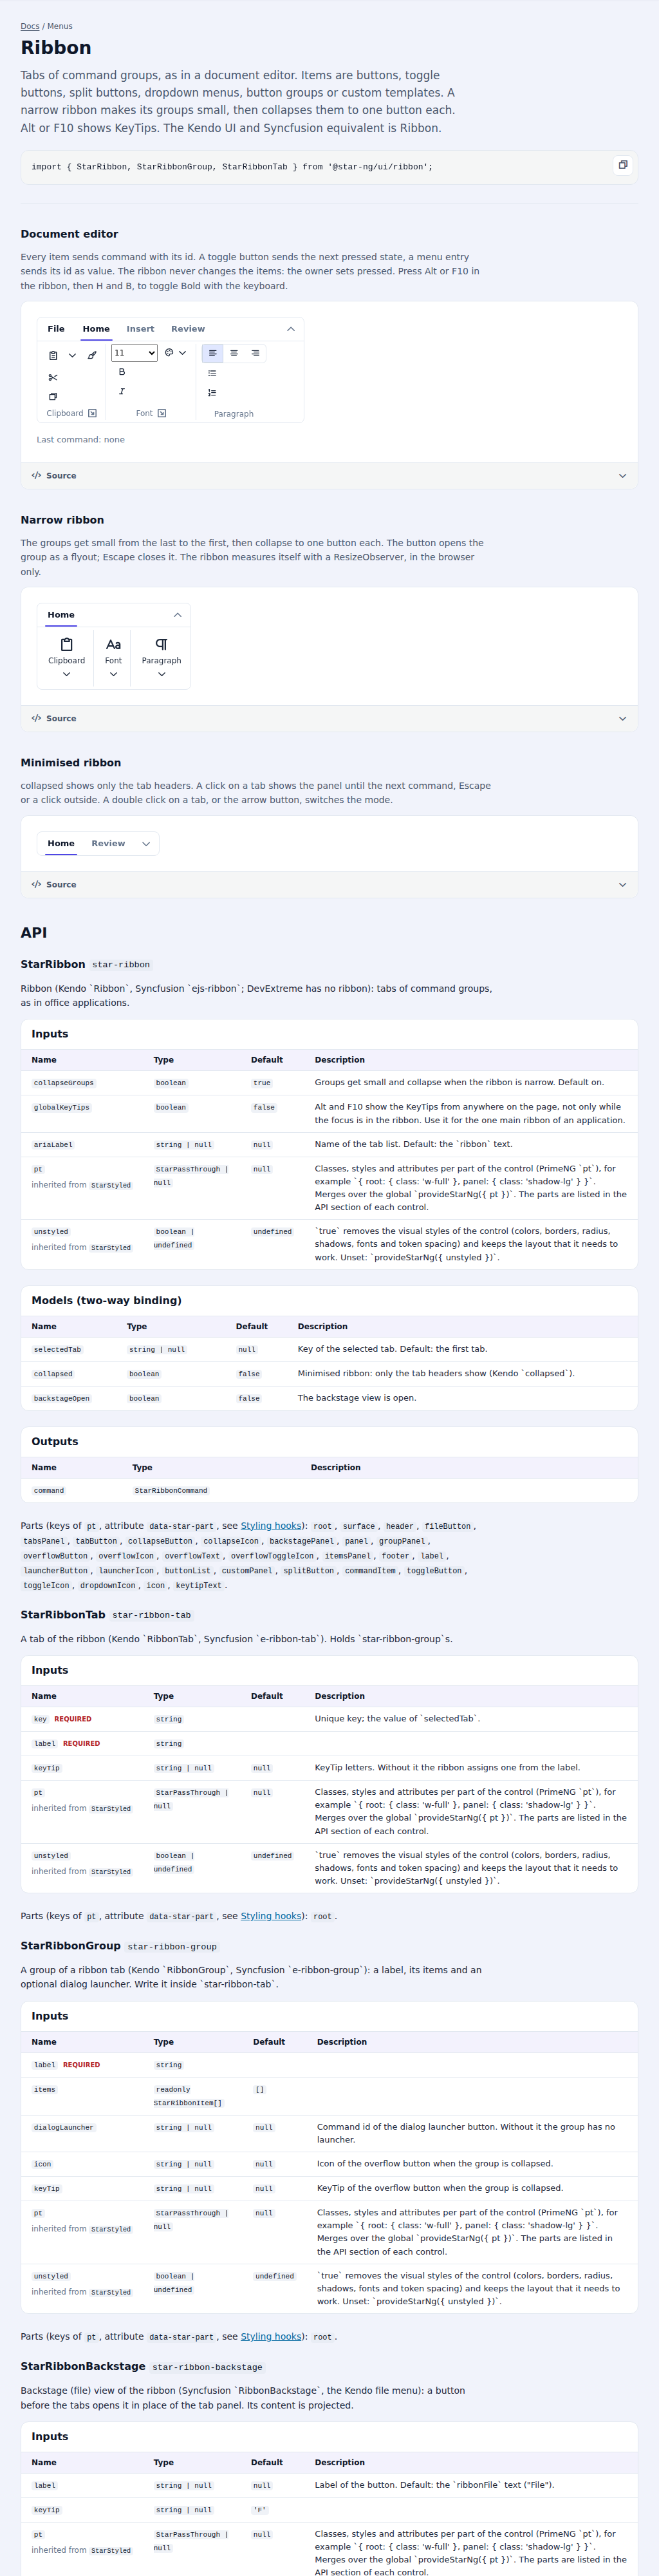 Docs / Menus
Ribbon
Tabs of command groups, as in a document editor. Items are buttons, toggle
buttons, split buttons, dropdown menus, button groups or custom templates. A
narrow ribbon makes its groups small, then collapses them to one button each.
Alt or F10 shows KeyTips. The Kendo UI and Syncfusion equivalent is Ribbon.
import { StarRibbon, StarRibbonGroup, StarRibbonTab } from '@star-ng/ui/ribbon';
Document editor
Every item sends command with its id. A toggle button sends the next pressed state, a menu entry
sends its id as value. The ribbon never changes the items: the owner sets pressed. Press Alt or F10 in
the ribbon, then H and B, to toggle Bold with the keyboard.
File Home Insert Review
11
Clipboard Font Paragraph
Last command: none
Source
Narrow ribbon
The groups get small from the last to the first, then collapse to one button each. The button opens the
group as a flyout; Escape closes it. The ribbon measures itself with a ResizeObserver, in the browser
only.
Home
Clipboard Font Paragraph
Source
Minimised ribbon
collapsed shows only the tab headers. A click on a tab shows the panel until the next command, Escape
or a click outside. A double click on a tab, or the arrow button, switches the mode.
Home Review
Source
API
StarRibbon star-ribbon
Ribbon (Kendo `Ribbon`, Syncfusion `ejs-ribbon`; DevExtreme has no ribbon): tabs of command groups,
as in office applications.
Inputs
Name Type Default Description
collapseGroups boolean true Groups get small and collapse when the ribbon is narrow. Default on.
globalKeyTips boolean false Alt and F10 show the KeyTips from anywhere on the page, not only while
the focus is in the ribbon. Use it for the one main ribbon of an application.
ariaLabel string | null null Name of the tab list. Default: the `ribbon` text.
pt StarPassThrough | null Classes, styles and attributes per part of the control (PrimeNG `pt`), for
inherited from StarStyled null example `{ root: { class: 'w-full' }, panel: { class: 'shadow-lg' } }`.
Merges over the global `provideStarNg({ pt })`. The parts are listed in the
API section of each control.
unstyled boolean | undefined `true` removes the visual styles of the control (colors, borders, radius,
inherited from StarStyled undefined shadows, fonts and token spacing) and keeps the layout that it needs to
work. Unset: `provideStarNg({ unstyled })`.
Models (two-way binding)
Name Type Default Description
selectedTab string | null null Key of the selected tab. Default: the first tab.
collapsed boolean false Minimised ribbon: only the tab headers show (Kendo `collapsed`).
backstageOpen boolean false The backstage view is open.
Outputs
Name Type Description
command StarRibbonCommand
Parts (keys of pt, attribute data-star-part, see Styling hooks): root, surface, header, fileButton,
tabsPanel, tabButton, collapseButton, collapseIcon, backstagePanel, panel, groupPanel,
overflowButton, overflowIcon, overflowText, overflowToggleIcon, itemsPanel, footer, label,
launcherButton, launcherIcon, buttonList, customPanel, splitButton, commandItem, toggleButton,
toggleIcon, dropdownIcon, icon, keytipText.
StarRibbonTab star-ribbon-tab
A tab of the ribbon (Kendo `RibbonTab`, Syncfusion `e-ribbon-tab`). Holds `star-ribbon-group`s.
Inputs
Name Type Default Description
key REQUIRED string Unique key; the value of `selectedTab`.
label REQUIRED string
keyTip string | null null KeyTip letters. Without it the ribbon assigns one from the label.
pt StarPassThrough | null Classes, styles and attributes per part of the control (PrimeNG `pt`), for
inherited from StarStyled null example `{ root: { class: 'w-full' }, panel: { class: 'shadow-lg' } }`.
Merges over the global `provideStarNg({ pt })`. The parts are listed in the
API section of each control.
unstyled boolean | undefined `true` removes the visual styles of the control (colors, borders, radius,
inherited from StarStyled undefined shadows, fonts and token spacing) and keeps the layout that it needs to
work. Unset: `provideStarNg({ unstyled })`.
Parts (keys of pt, attribute data-star-part, see Styling hooks): root.
StarRibbonGroup star-ribbon-group
A group of a ribbon tab (Kendo `RibbonGroup`, Syncfusion `e-ribbon-group`): a label, its items and an
optional dialog launcher. Write it inside `star-ribbon-tab`.
Inputs
Name Type Default Description
label REQUIRED string
items readonly []
StarRibbonItem[]
dialogLauncher string | null null Command id of the dialog launcher button. Without it the group has no
launcher.
icon string | null null Icon of the overflow button when the group is collapsed.
keyTip string | null null KeyTip of the overflow button when the group is collapsed.
pt StarPassThrough | null Classes, styles and attributes per part of the control (PrimeNG `pt`), for
inherited from StarStyled null example `{ root: { class: 'w-full' }, panel: { class: 'shadow-lg' } }`.
Merges over the global `provideStarNg({ pt })`. The parts are listed in
the API section of each control.
unstyled boolean | undefined `true` removes the visual styles of the control (colors, borders, radius,
inherited from StarStyled undefined shadows, fonts and token spacing) and keeps the layout that it needs to
work. Unset: `provideStarNg({ unstyled })`.
Parts (keys of pt, attribute data-star-part, see Styling hooks): root.
StarRibbonBackstage star-ribbon-backstage
Backstage (file) view of the ribbon (Syncfusion `RibbonBackstage`, the Kendo file menu): a button
before the tabs opens it in place of the tab panel. Its content is projected.
Inputs
Name Type Default Description
label string | null null Label of the button. Default: the `ribbonFile` text ("File").
keyTip string | null 'F'
pt StarPassThrough | null Classes, styles and attributes per part of the control (PrimeNG `pt`), for
inherited from StarStyled null example `{ root: { class: 'w-full' }, panel: { class: 'shadow-lg' } }`.
Merges over the global `provideStarNg({ pt })`. The parts are listed in the
API section of each control.